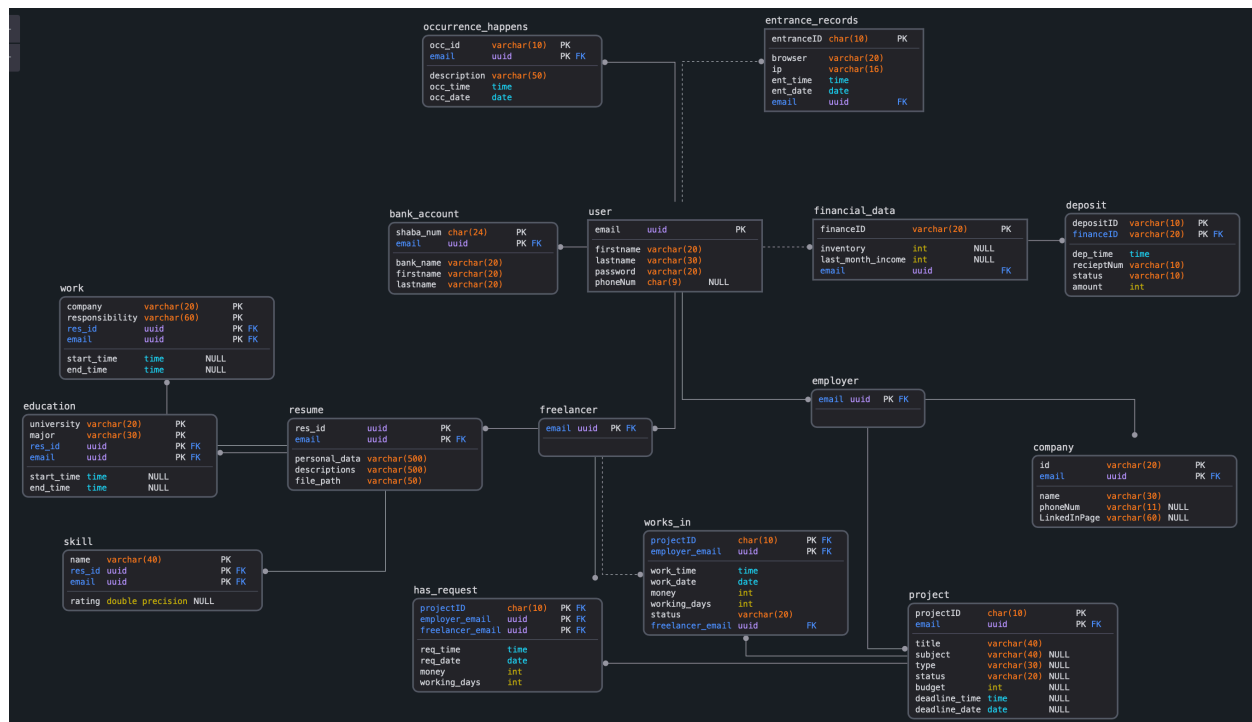 occurrence_happens
occ_id varchar(10) PK
email uuid PK FK
description varchar(50)
occ_time time
occ_date date
entrance_records
entranceID char(10) PK
browser varchar(20)
ip varchar(16)
ent_time time
ent_date date
email uuid FK
bank_account
shaba_num char(24) PK
email uuid PK FK
bank_name varchar(20)
firstname varchar(20)
lastname varchar(20)
user
email uuid PK
firstname varchar(20)
lastname varchar(30)
password varchar(20)
phoneNum char(9) NULL
financial_data
financeID varchar(20) PK
inventory int NULL
last_month_income int NULL
email uuid FK
deposit
depositID varchar(10) PK
financeID varchar(20) PK FK
dep_time time
recieptNum varchar(10)
status varchar(10)
amount int
work
company varchar(20) PK
responsibility varchar(60) PK
res_id uuid PK FK
email uuid PK FK
start_time time NULL
end_time time NULL
education
university varchar(20) PK
major varchar(30) PK
res_id uuid PK FK
email uuid PK FK
start_time time NULL
end_time time NULL
resume
res_id uuid PK
email uuid PK FK
personal_data varchar(500)
descriptions varchar(500)
file_path varchar(50)
freelancer
email uuid PK FK
employer
email uuid PK FK
company
id varchar(20) PK
email uuid PK FK
name varchar(30)
phoneNum varchar(11) NULL
LinkedInPage varchar(60) NULL
skill
name varchar(40) PK
res_id uuid PK FK
email uuid PK FK
rating double precision NULL
works_in
projectID char(10) PK FK
employer_email uuid PK FK
work_time time
work_date date
money int
working_days int
status varchar(20)
freelancer_email uuid FK
has_request
projectID char(10) PK FK
employer_email uuid PK FK
freelancer_email uuid PK FK
req_time time
req_date date
money int
working_days int
project
projectID char(10) PK
email uuid PK FK
title varchar(40)
subject varchar(40) NULL
type varchar(30) NULL
status varchar(20) NULL
budget int NULL
deadline_time time NULL
deadline_date date NULL